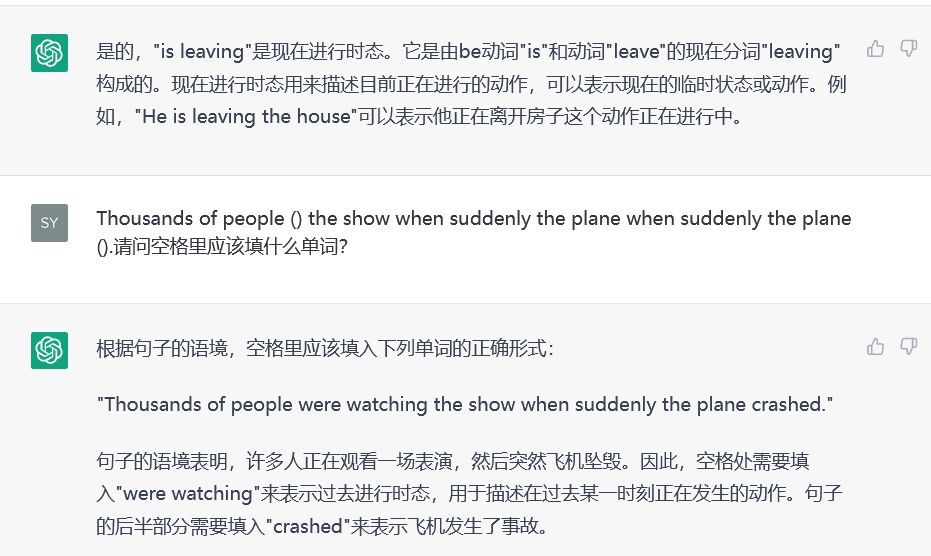 是的，"is leaving"是现在进行时态。它是由be动词"is"和动词"leave"的现在分词"leaving"
构成的。现在进行时态用来描述目前正在进行的动作，可以表示现在的临时状态或动作。例
如，"He is leaving the house"可以表示他正在离开房子这个动作正在进行中。
SY
Thousands of people () the show when suddenly the plane when suddenly the plane
().请问空格里应该填什么单词？
根据句子的语境，空格里应该填入下列单词的正确形式：
"Thousands of people were watching the show when suddenly the plane crashed."
句子的语境表明，许多人正在观看一场表演，然后突然飞机坠毁。因此，空格处需要填
入"were watching"来表示过去进行时态，用于描述在过去某一时刻正在发生的动作。句子
的后半部分需要填入"crashed"来表示飞机发生了事故。